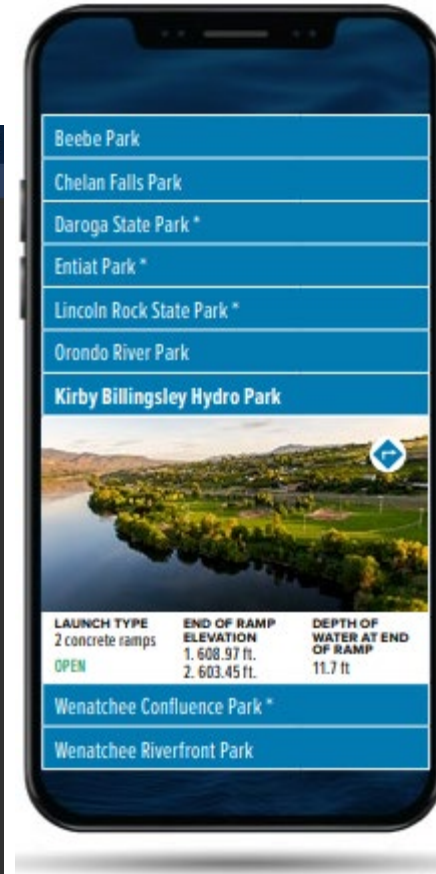 Beebe Park
Chelan Falls Park
Daroga State Park *
Entiat Park *
Lincoln Rock State Park *
Orondo River Park
Kirby Billingsley Hydro Park
LAUNCH TYPE
2 concrete ramps
OPEN
END OF RAMP
ELEVATION
1. 608.97 ft.
2. 603.45 ft.
DEPTH OF
WATER AT END
OF RAMP
11.7 ft
Wenatchee Confluence Park *
Wenatchee Riverfront Park